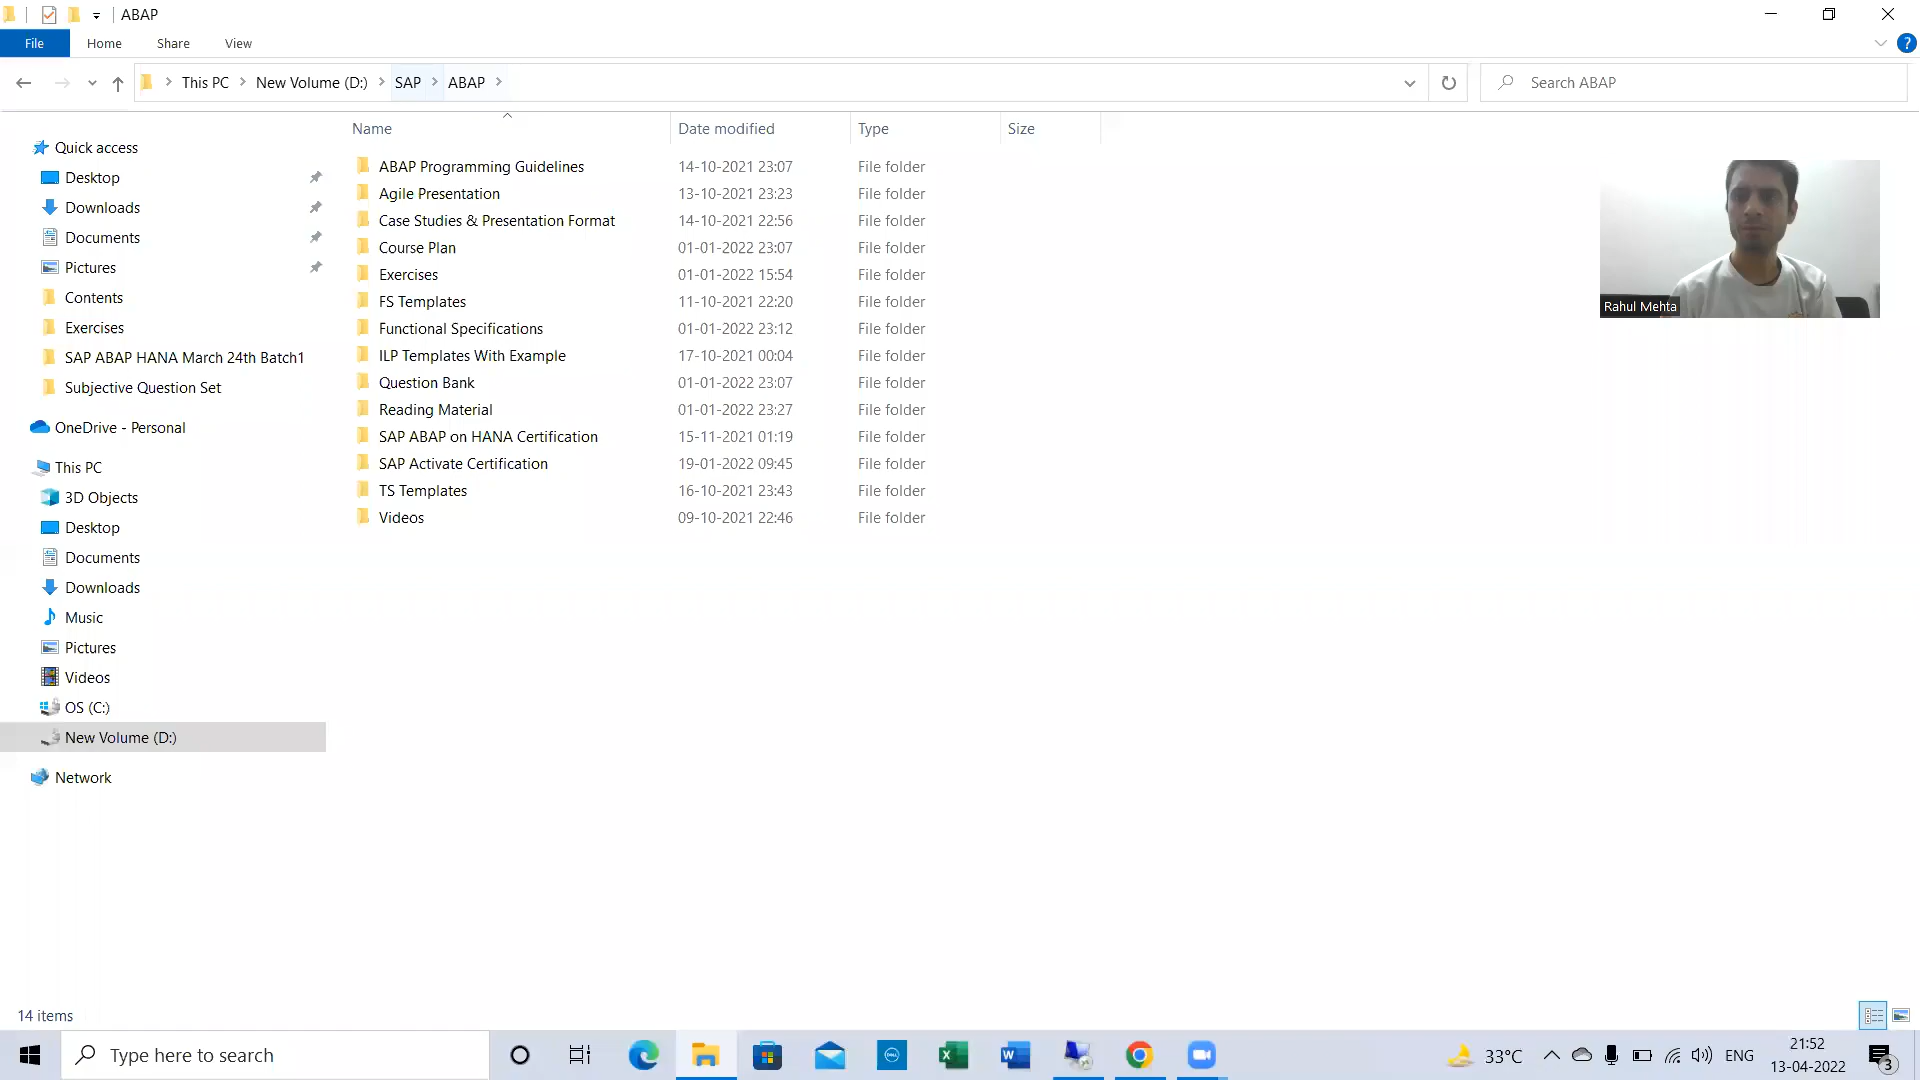 ABAP
File Home Share View
This PC New Volume (D:) SAP ABAP
Search ABAP
Name Date modified Type Size
ABAP Programming Guidelines 14-10-2021 23:07 File folder
Agile Presentation 13-10-2021 23:23 File folder
Case Studies & Presentation Format 14-10-2021 22:56 File folder
Course Plan 01-01-2022 23:07 File folder
Exercises 01-01-2022 15:54 File folder
FS Templates 11-10-2021 22:20 File folder
Functional Specifications 01-01-2022 23:12 File folder
ILP Templates With Example 17-10-2021 00:04 File folder
Question Bank 01-01-2022 23:07 File folder
Reading Material 01-01-2022 23:27 File folder
SAP ABAP on HANA Certification 15-11-2021 01:19 File folder
SAP Activate Certification 19-01-2022 09:45 File folder
TS Templates 16-10-2021 23:43 File folder
Videos 09-10-2021 22:46 File folder
Quick access
Desktop
Downloads
Documents
Pictures
Contents
Exercises
SAP ABAP HANA March 24th Batch1
Subjective Question Set
OneDrive - Personal
This PC
3D Objects
Desktop
Documents
Downloads
Music
Pictures
Videos
OS (C:)
New Volume (D:)
Network
Rahul Mehta
14 items
Type here to search
33°C
ENG
21:52
13-04-2022
3